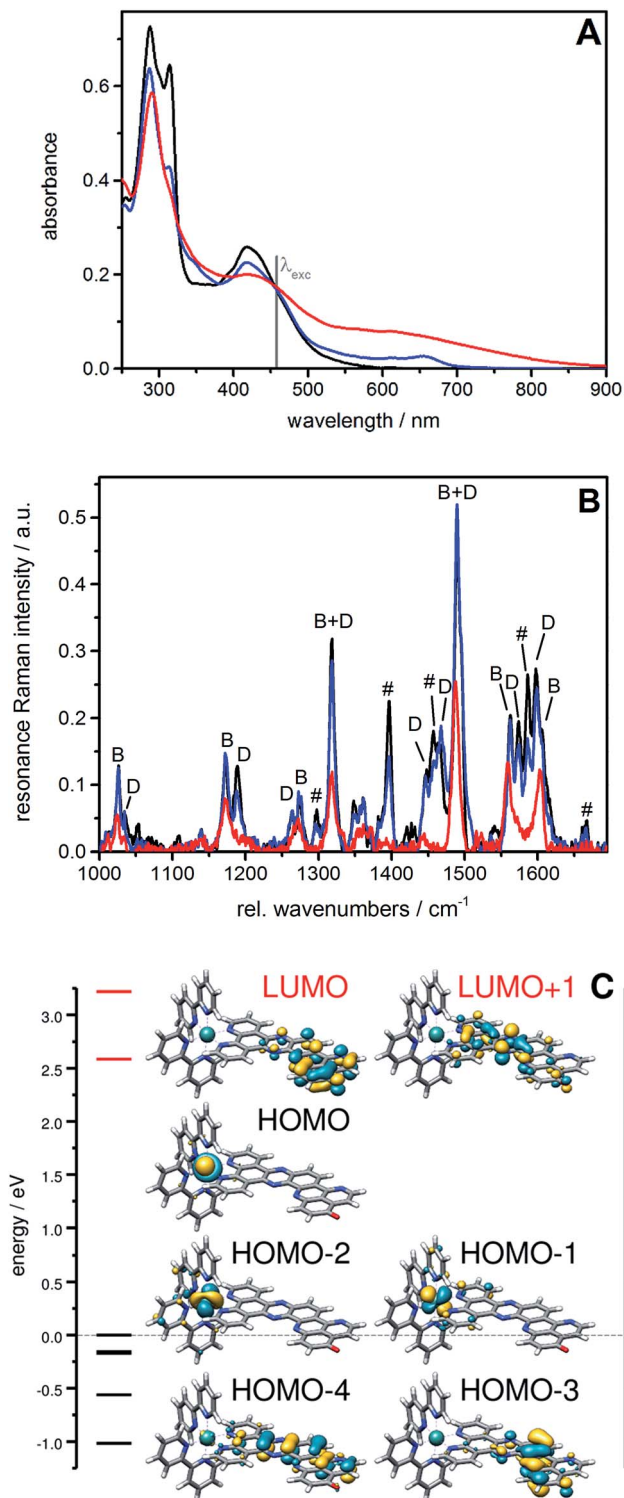 A
absorbance
0.6
0.4
0.2
0.0
λexc
300 400 500 600 700 800 900
wavelength / nm
B
resonance Raman intensity / a.u.
0.5
0.4
0.3
0.2
0.1
0.0
B+D
B+D
#
D
#
B D
B
B D
#
D
D
B
B
D
#
#
1000 1100 1200 1300 1400 1500 1600
rel. wavenumbers / cm-1
C
energy / eV
3.0
2.5
2.0
1.5
1.0
0.5
0.0
-0.5
-1.0
LUMO LUMO+1
HOMO
HOMO-2 HOMO-1
HOMO-4 HOMO-3